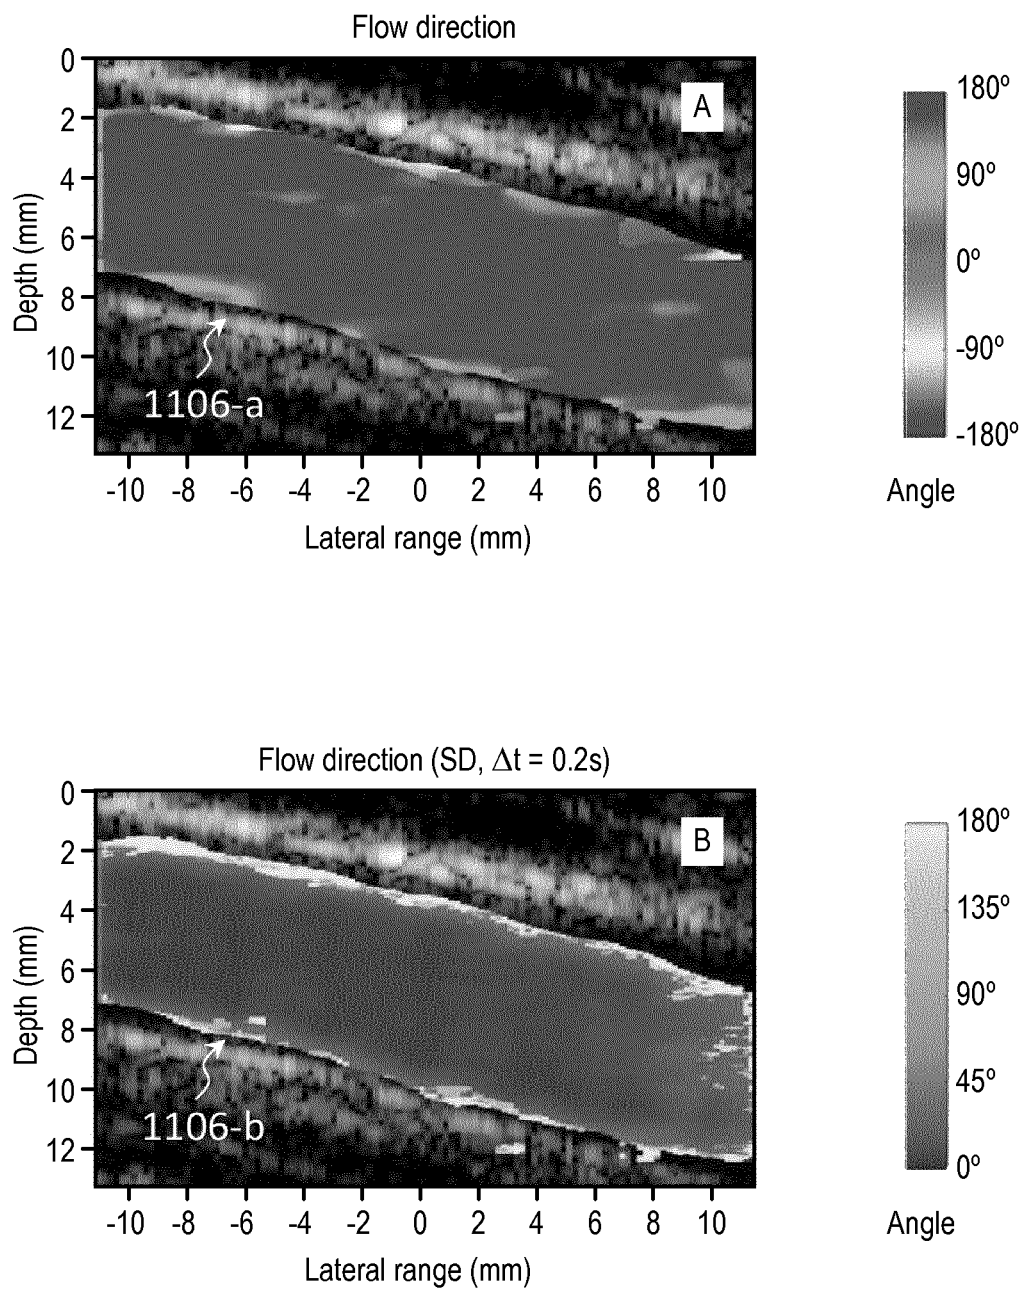 Flow direction
0
2
4
6
8
10
12
Depth (mm)
A
1106-a
-10 -8 -6 -4 -2 0 2 4 6 8 10
Lateral range (mm)
180º
90º
0º
-90º
-180º
Angle
Flow direction (SD, Δt = 0.2s)
0
2
4
6
8
10
12
Depth (mm)
B
1106-b
-10 -8 -6 -4 -2 0 2 4 6 8 10
Lateral range (mm)
180º
135º
90º
45º
0º
Angle